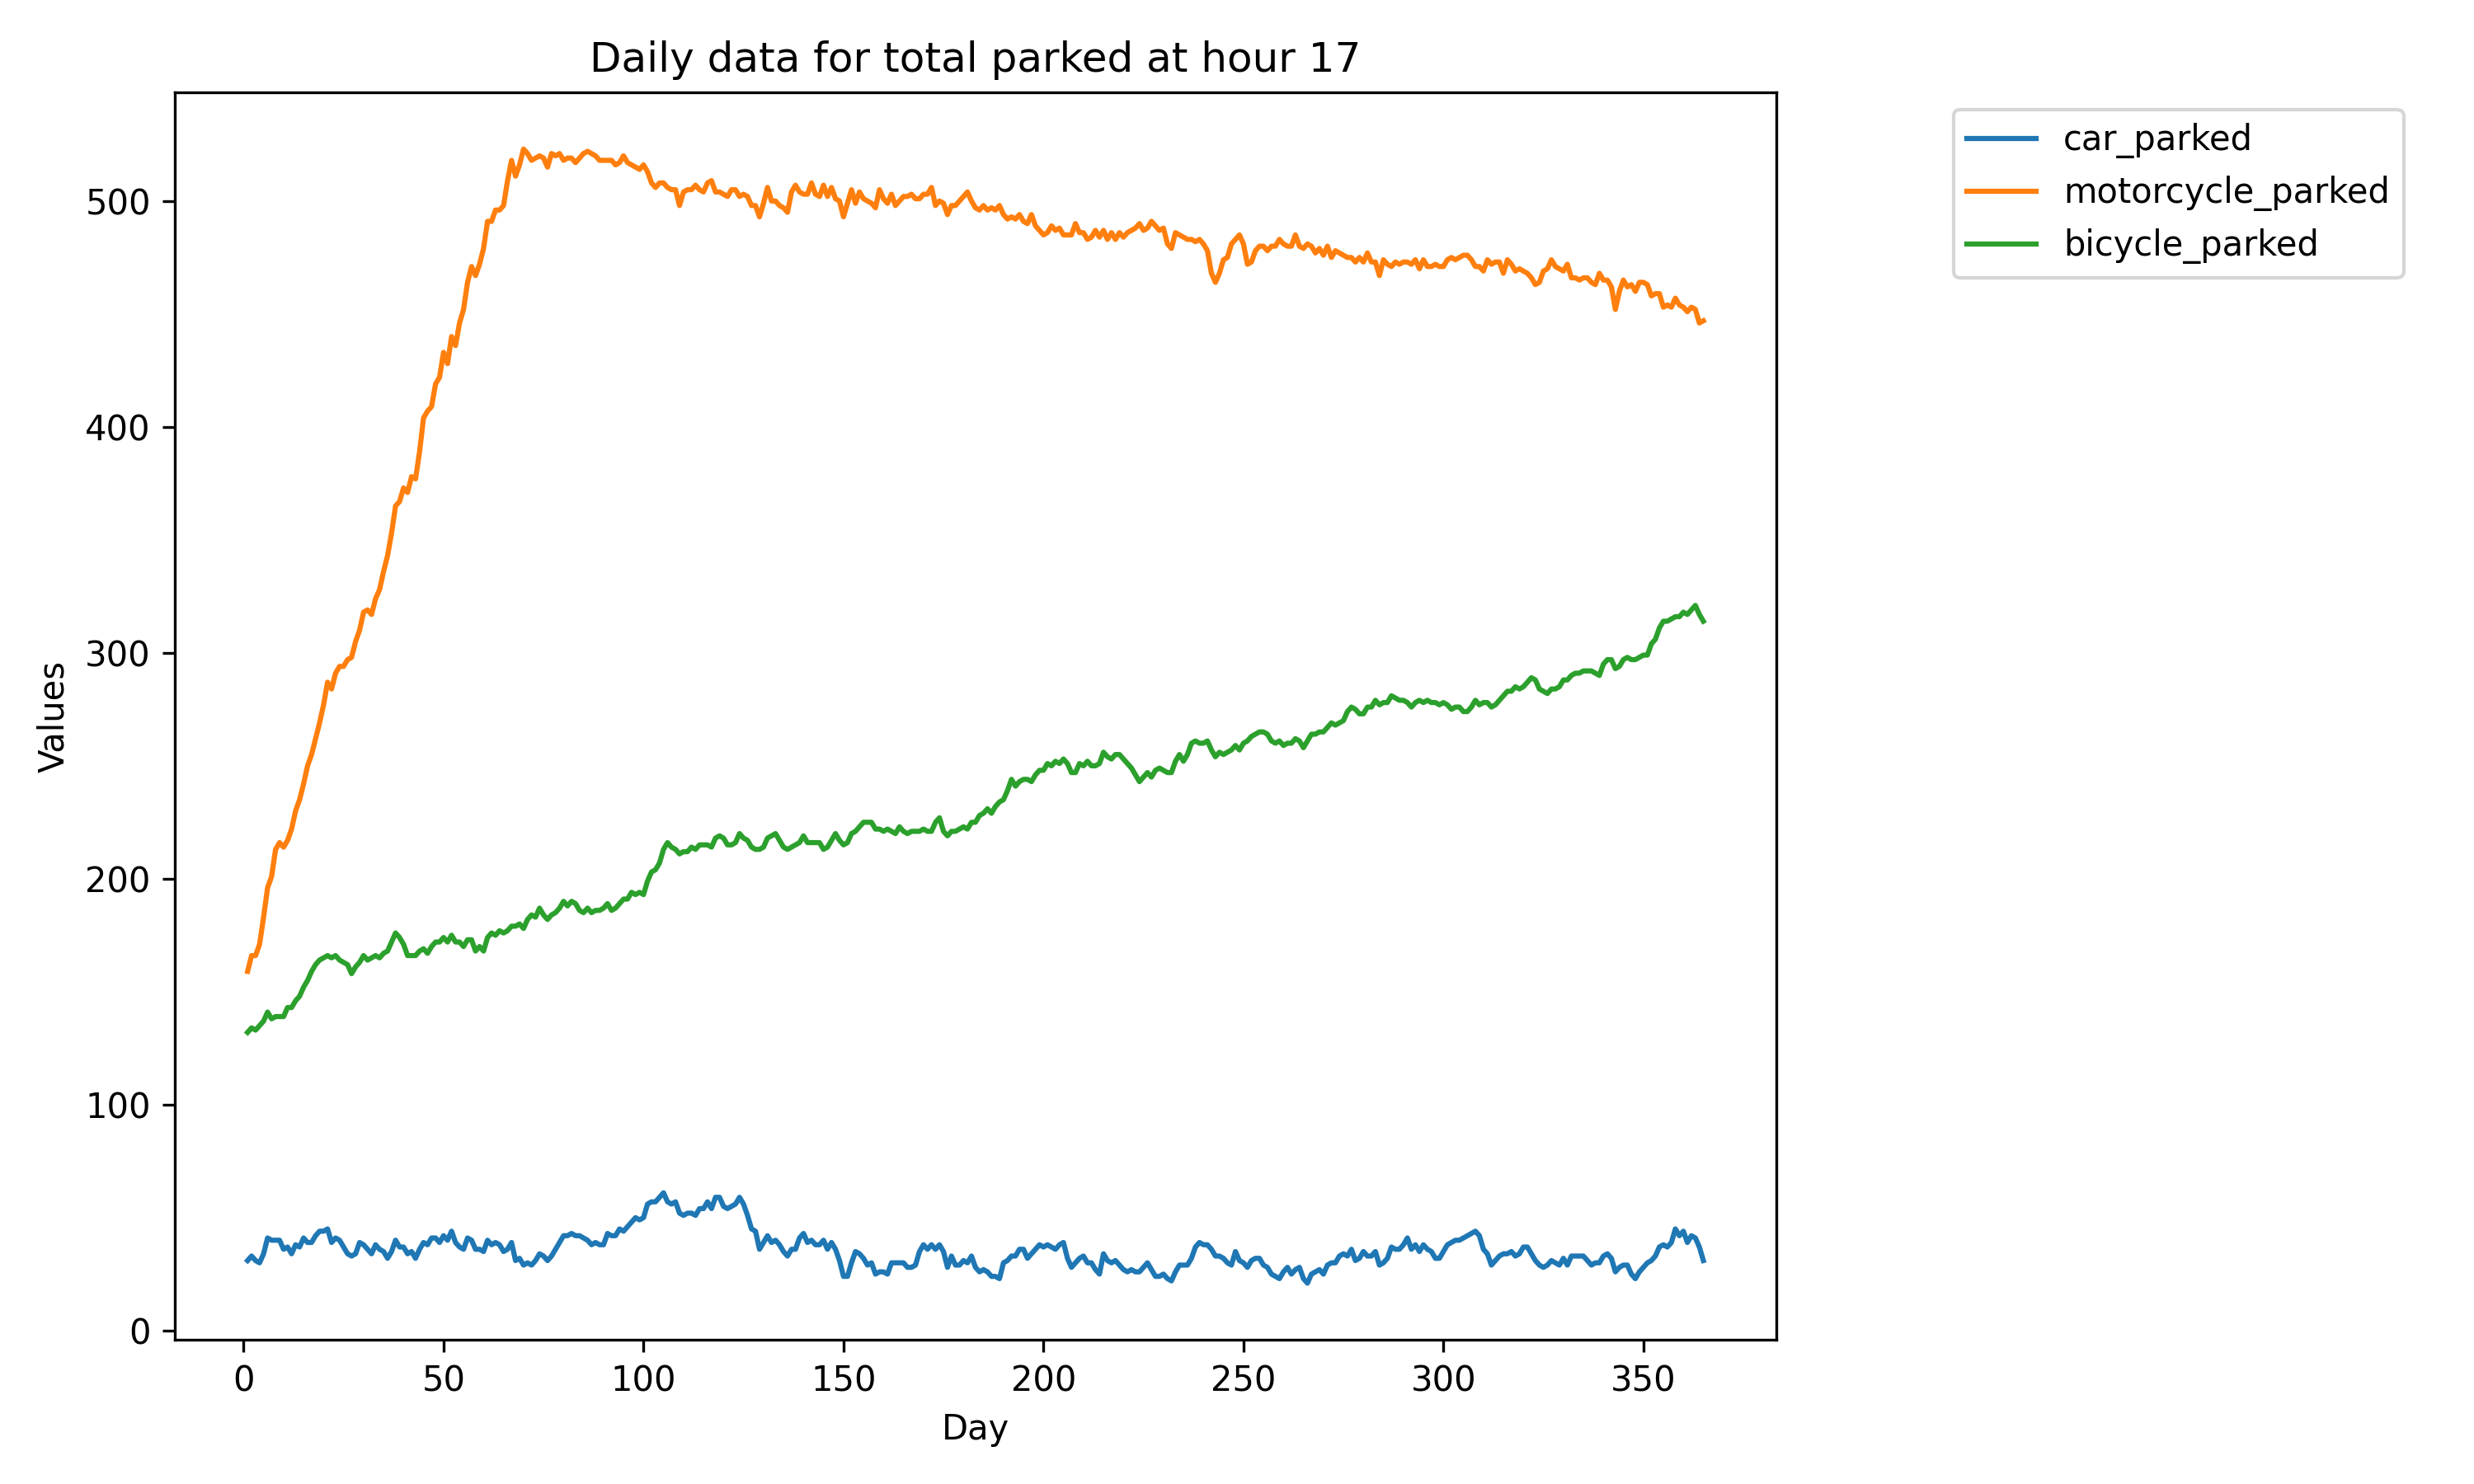 Daily data for total parked at hour 17
car_parked
motorcycle_parked
bicycle_parked
Values
500
400
300
200
100
0
0 50 100 150 200 250 300 350
Day